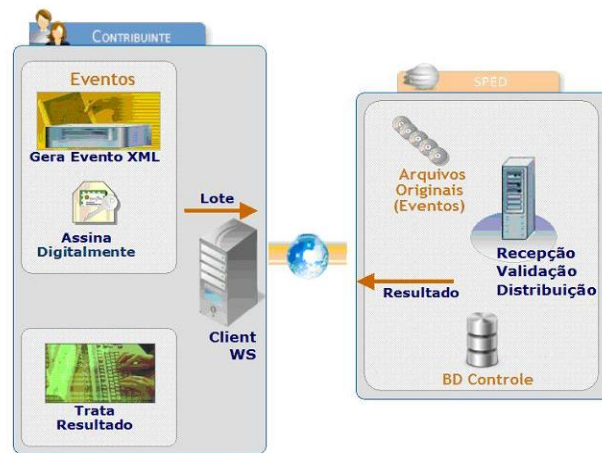 CONTRIBUINTE
Eventos
Gera Evento XML
Assina
Digitalmente
Lote
Client
WS
Trata
Resultado
SPED
Arquivos
Originais
(Eventos)
Recepção
Validação
Distribuição
Resultado
BD Controle